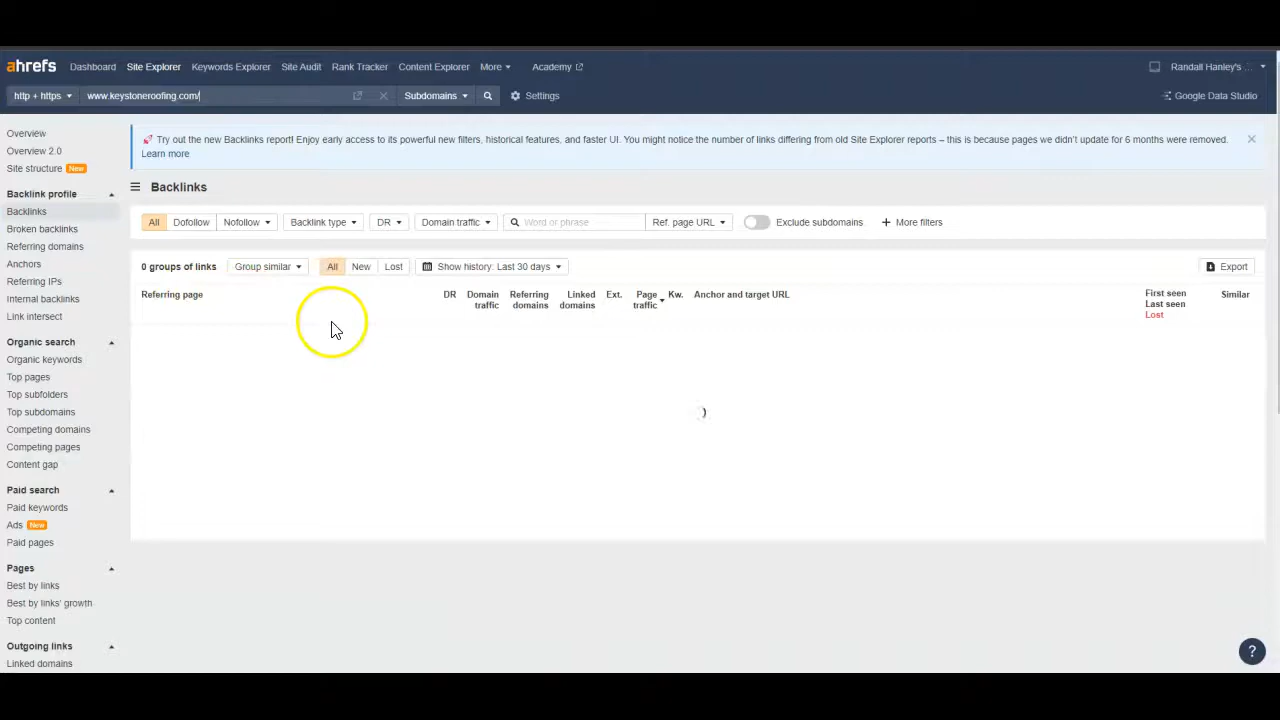 ahrefs Dashboard Site Explorer Keywords Explorer Site Audit Rank Tracker Content Explorer More Academy Randall Hanley's ...
http + https www.keystoneroofing.com/ Subdomains Settings Google Data Studio
Overview
Overview 2.0
Site structure New
Backlink profile
Backlinks
Broken backlinks
Referring domains
Anchors
Referring IPs
Internal backlinks
Link intersect
Organic search
Organic keywords
Top pages
Top subfolders
Top subdomains
Competing domains
Competing pages
Content gap
Paid search
Paid keywords
Ads New
Paid pages
Pages
Best by links
Best by links' growth
Top content
Outgoing links
Linked domains
🚀 Try out the new Backlinks report! Enjoy early access to its powerful new filters, historical features, and faster UI. You might notice the number of links differing from old Site Explorer reports – this is because pages we didn't update for 6 months were removed.
Learn more
Backlinks
All Dofollow Nofollow Backlink type DR Domain traffic Word or phrase Ref. page URL Exclude subdomains + More filters
0 groups of links Group similar All New Lost Show history: Last 30 days Export
Referring page DR Domain traffic Referring domains Linked domains Ext. Page traffic Kw. Anchor and target URL First seen Last seen Lost Similar
?